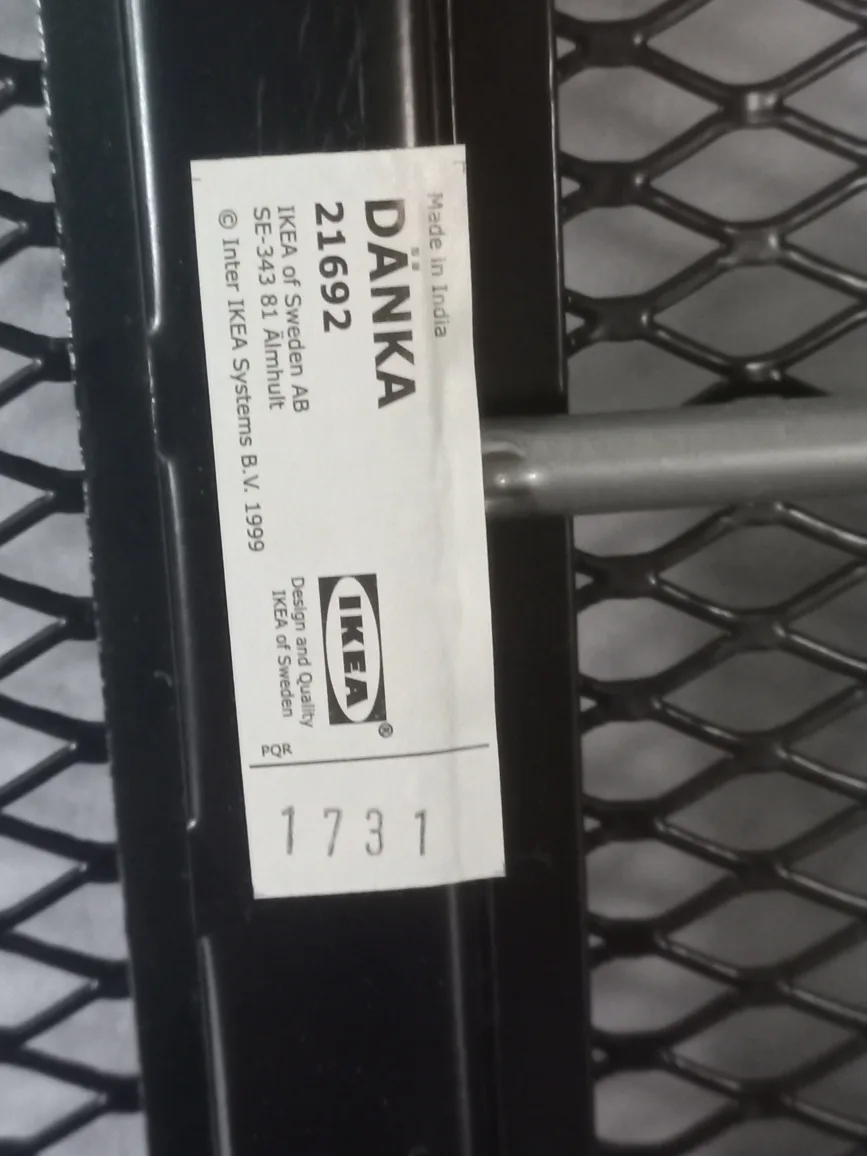 Made in India
DÄNKA
21692
IKEA of Sweden AB
SE-343 81 Älmhult
© Inter IKEA Systems B.V. 1999
IKEA®
Design and Quality
IKEA of Sweden
1731